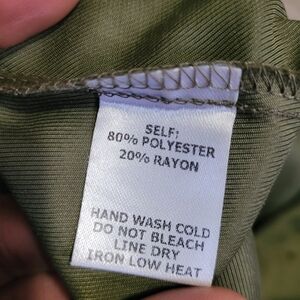 SELF:
80% POLYESTER
20% RAYON
HAND WASH COLD
DO NOT BLEACH
LINE DRY
IRON LOW HEAT